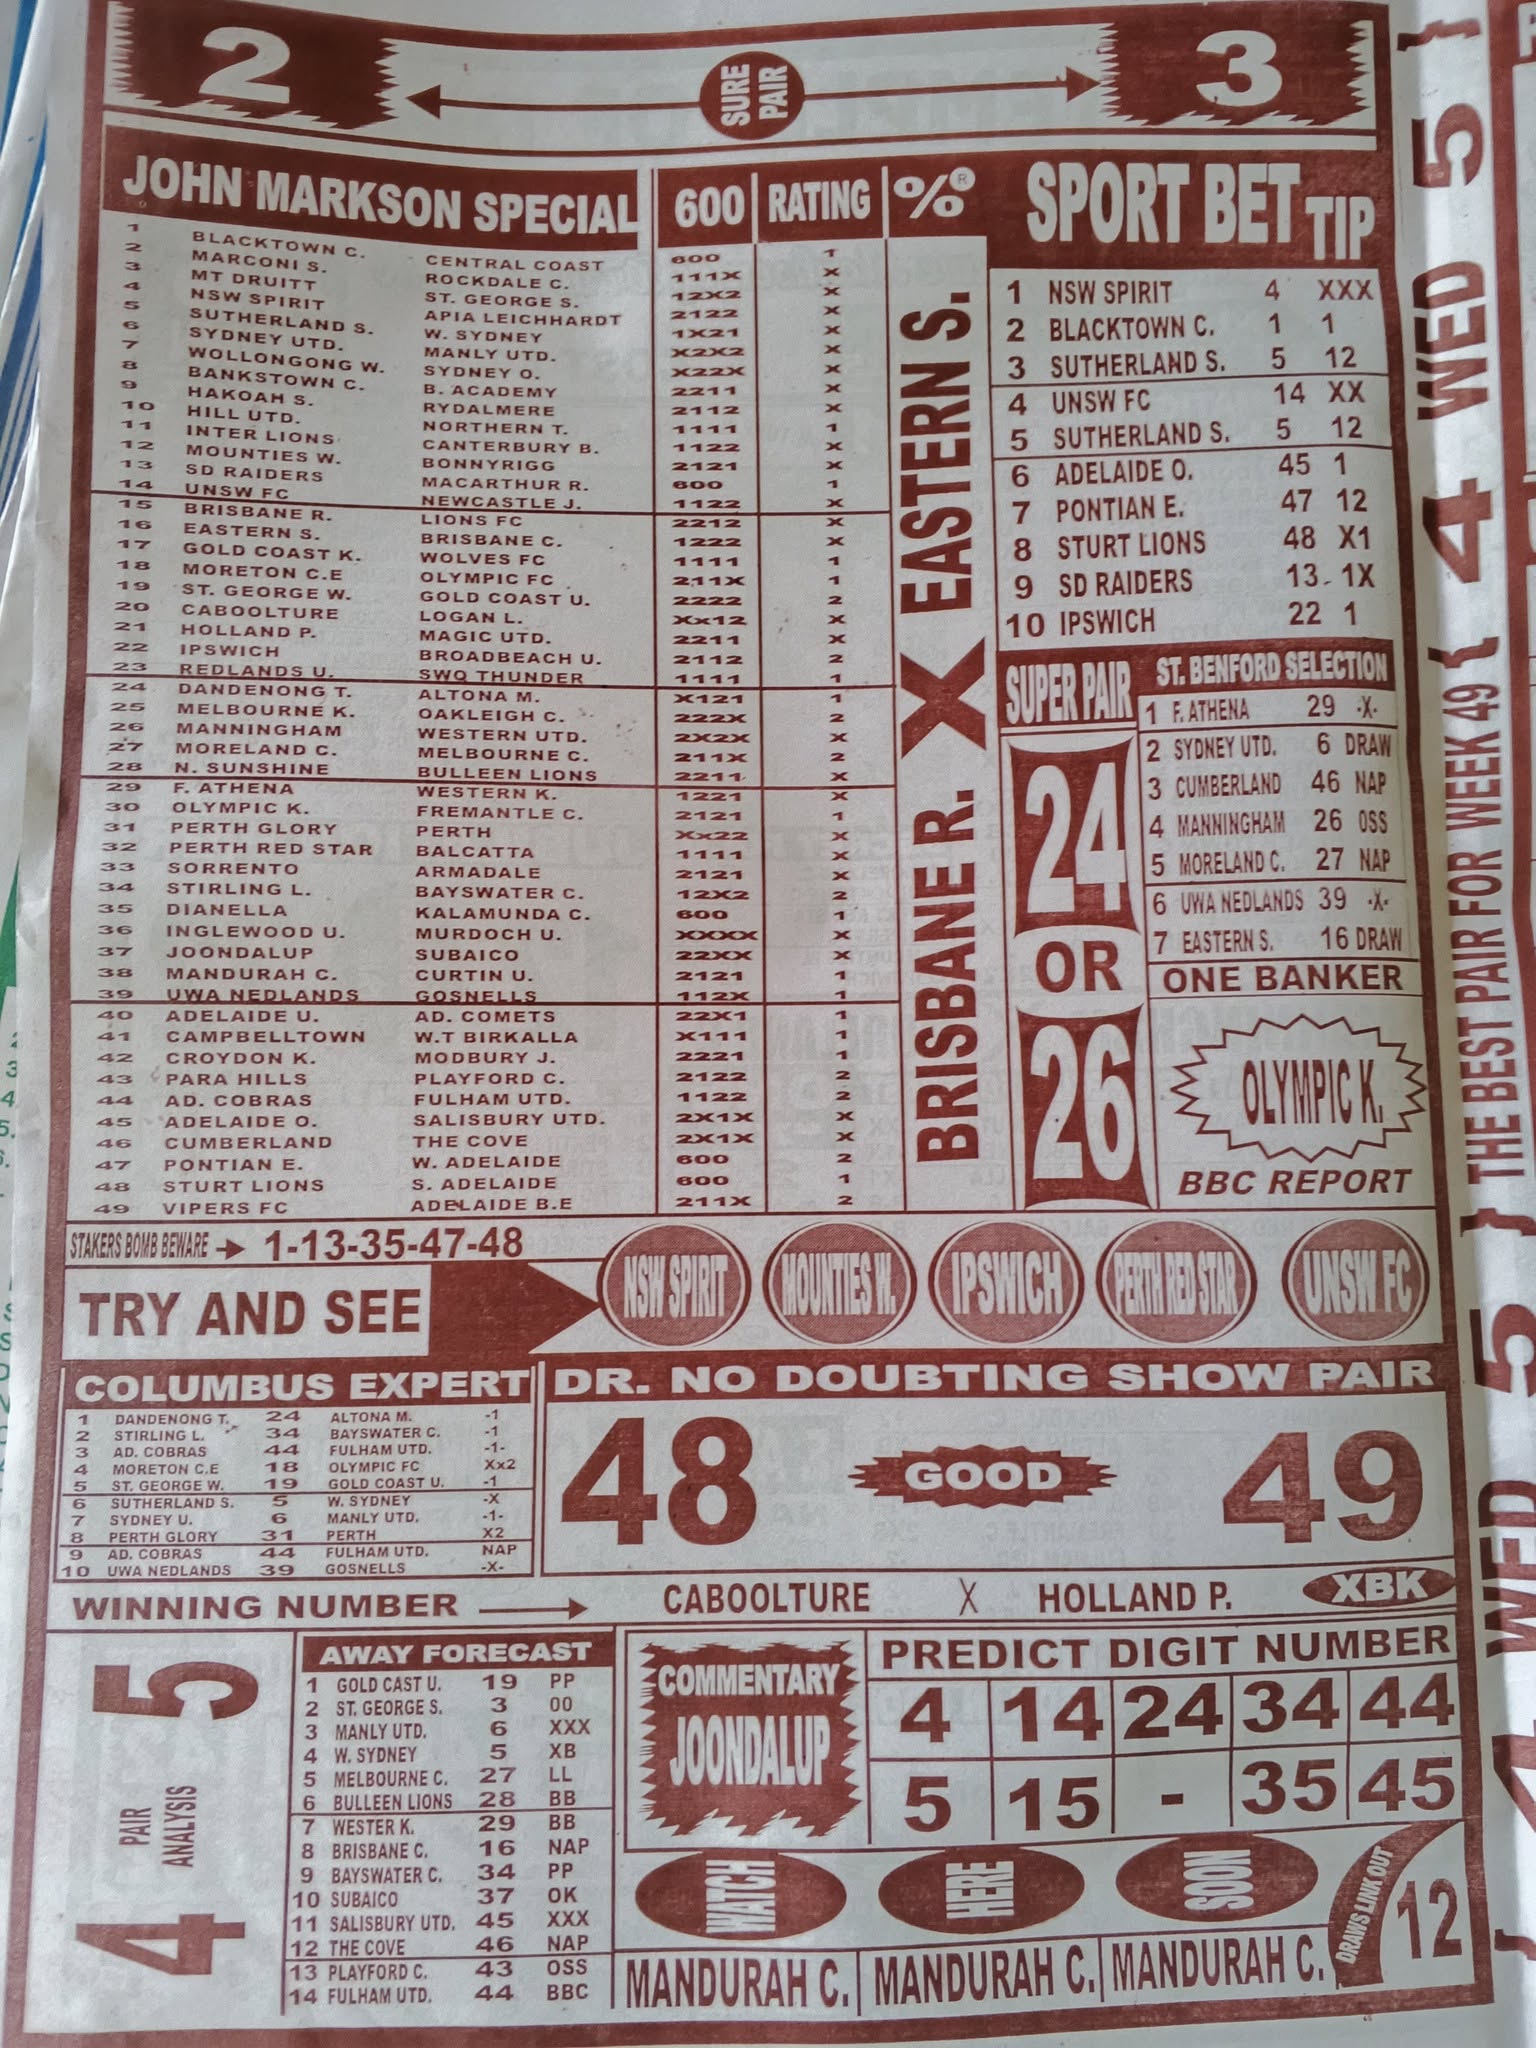 2 SURE PAIR 3
JOHN MARKSON SPECIAL 600 RATING %®
1 BLACKTOWN C. CENTRAL COAST 600 1
2 MARCONI S. ROCKDALE C. 111X X
3 MT DRUITT ST. GEORGE S. 12X2 X
4 NSW SPIRIT APIA LEICHHARDT 2122 X
5 SUTHERLAND S. W. SYDNEY 1X21 X
6 SYDNEY UTD. MANLY UTD. X2X2 X
7 WOLLONGONG W. SYDNEY O. X22X X
8 BANKSTOWN C. B. ACADEMY 2211 X
9 HAKOAH S. RYDALMERE 2112 X
10 HILL UTD. NORTHERN T. 1111 1
11 INTER LIONS CANTERBURY B. 1122 X
12 MOUNTIES W. BONNYRIGG 2121 X
13 SD RAIDERS MACARTHUR R. 600 1
14 UNSW FC NEWCASTLE J. 1122 X
15 BRISBANE R. LIONS FC 2212 X
16 EASTERN S. BRISBANE C. 1222 X
17 GOLD COAST K. WOLVES FC 1111 1
18 MORETON C.E OLYMPIC FC 211X 1
19 ST. GEORGE W. GOLD COAST U. 2222 2
20 CABOOLTURE LOGAN L. Xx12 X
21 HOLLAND P. MAGIC UTD. 2211 X
22 IPSWICH BROADBEACH U. 2112 2
23 REDLANDS U. SWQ THUNDER 1111 1
24 DANDENONG T. ALTONA M. X121 1
25 MELBOURNE K. OAKLEIGH C. 222X 2
26 MANNINGHAM WESTERN UTD. 2X2X X
27 MORELAND C. MELBOURNE C. 211X 2
28 N. SUNSHINE BULLEEN LIONS 2211 X
29 F. ATHENA WESTERN K. 1221 X
30 OLYMPIC K. FREMANTLE C. 2121 1
31 PERTH GLORY PERTH Xx22 X
32 PERTH RED STAR BALCATTA 1111 X
33 SORRENTO ARMADALE 2121 X
34 STIRLING L. BAYSWATER C. 12X2 2
35 DIANELLA KALAMUNDA C. 600 1
36 INGLEWOOD U. MURDOCH U. XXXX X
37 JOONDALUP SUBAICO 22XX X
38 MANDURAH C. CURTIN U. 2121 1
39 UWA NEDLANDS GOSNELLS 112X 1
40 ADELAIDE U. AD. COMETS 22X1 1
41 CAMPBELLTOWN W.T BIRKALLA X111 1
42 CROYDON K. MODBURY J. 2221 1
43 PARA HILLS PLAYFORD C. 2122 2
44 AD. COBRAS FULHAM UTD. 1122 2
45 ADELAIDE O. SALISBURY UTD. 2X1X X
46 CUMBERLAND THE COVE 2X1X X
47 PONTIAN E. W. ADELAIDE 600 2
48 STURT LIONS S. ADELAIDE 600 1
49 VIPERS FC ADELAIDE B.E 211X 2
BRISBANE R. X EASTERN S.
SPORT BET TIP
1 NSW SPIRIT 4 XXX
2 BLACKTOWN C. 1 1
3 SUTHERLAND S. 5 12
4 UNSW FC 14 XX
5 SUTHERLAND S. 5 12
6 ADELAIDE O. 45 1
7 PONTIAN E. 47 12
8 STURT LIONS 48 X1
9 SD RAIDERS 13 1X
10 IPSWICH 22 1
SUPER PAIR
24
OR
26
ST. BENFORD SELECTION
1 F. ATHENA 29 -X-
2 SYDNEY UTD. 6 DRAW
3 CUMBERLAND 46 NAP
4 MANNINGHAM 26 OSS
5 MORELAND C. 27 NAP
6 UWA NEDLANDS 39 -X-
7 EASTERN S. 16 DRAW
ONE BANKER
OLYMPIC K.
BBC REPORT
STAKERS BOMB BEWARE 1-13-35-47-48
TRY AND SEE NSW SPIRIT MOUNTIES W. IPSWICH PERTH RED STAR UNSW FC
COLUMBUS EXPERT
1 DANDENONG T. 24 ALTONA M. -1
2 STIRLING L. 34 BAYSWATER C. -1
3 AD. COBRAS 44 FULHAM UTD. -1-
4 MORETON C.E 18 OLYMPIC FC Xx2
5 ST. GEORGE W. 19 GOLD COAST U. -1
6 SUTHERLAND S. 5 W. SYDNEY -X
7 SYDNEY U. 6 MANLY UTD. -1-
8 PERTH GLORY 31 PERTH X2
9 AD. COBRAS 44 FULHAM UTD. NAP
10 UWA NEDLANDS 39 GOSNELLS -X-
DR. NO DOUBTING SHOW PAIR
48 GOOD 49
WINNING NUMBER CABOOLTURE X HOLLAND P. XBK
4 5
PAIR
ANALYSIS
AWAY FORECAST
1 GOLD CAST U. 19 PP
2 ST. GEORGE S. 3 00
3 MANLY UTD. 6 XXX
4 W. SYDNEY 5 XB
5 MELBOURNE C. 27 LL
6 BULLEEN LIONS 28 BB
7 WESTER K. 29 BB
8 BRISBANE C. 16 NAP
9 BAYSWATER C. 34 PP
10 SUBAICO 37 OK
11 SALISBURY UTD. 45 XXX
12 THE COVE 46 NAP
13 PLAYFORD C. 43 OSS
14 FULHAM UTD. 44 BBC
COMMENTARY
JOONDALUP
PREDICT DIGIT NUMBER
4 14 24 34 44
5 15 - 35 45
WATCH HERE SOON
MANDURAH C. MANDURAH C. MANDURAH C.
DRAWS LINK OUT 12
WED 5 } THE BEST PAIR FOR WEEK 49 { 4 WED 5 }